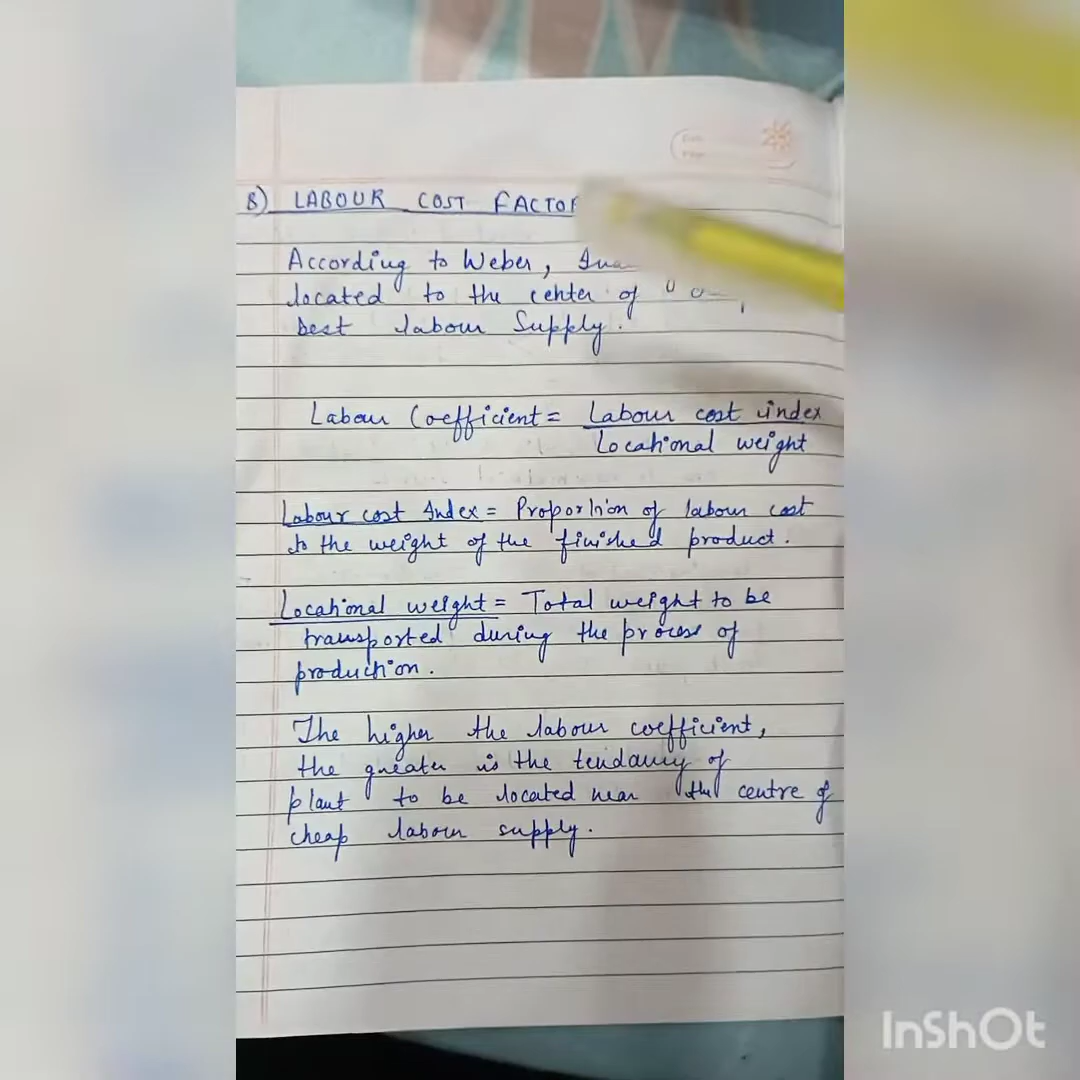 B) LABOUR COST FACTOR
According to Weber,
located to the center of
best labour Supply.
Labour Coefficient = Labour cost index
Locational weight
Labour cost Index = Proportion of labour cost
to the weight of the finished product.
Locational weight = Total weight to be
transported during the process of
production.
The higher the labour coefficient,
the greater is the tendancy of
plant to be located near the centre of
cheap labour supply.
InShOt